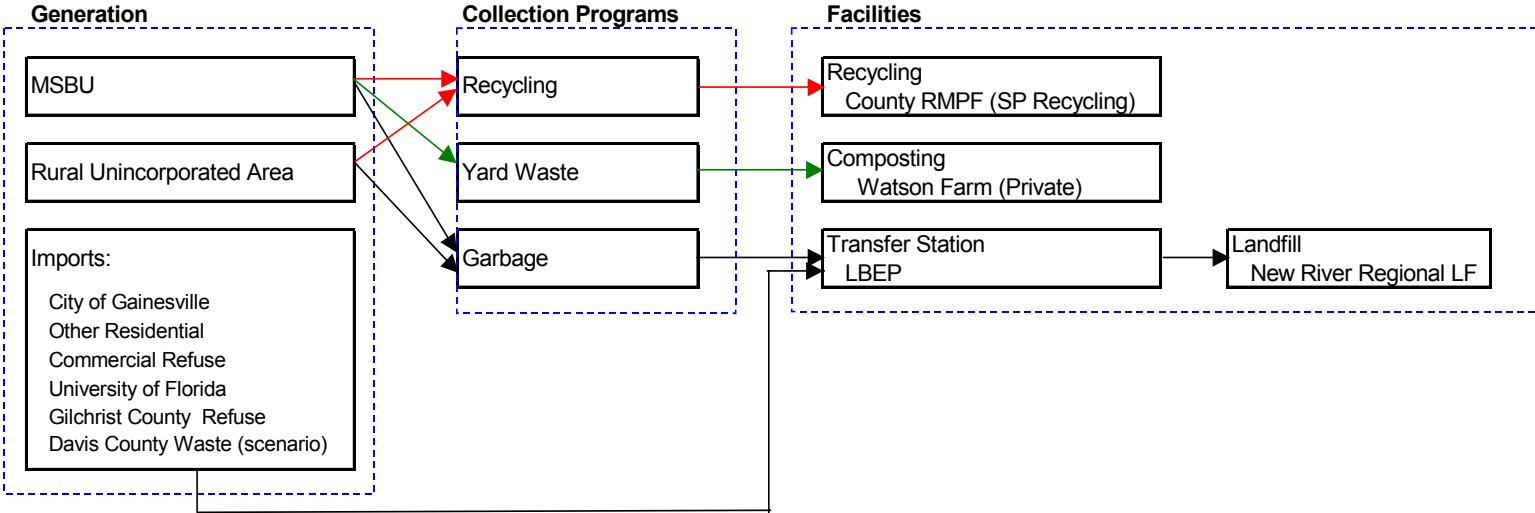 Generation
Collection Programs
Facilities
MSBU
Recycling
Recycling
County RMPF (SP Recycling)
Rural Unincorporated Area
Yard Waste
Composting
Watson Farm (Private)
Imports:
City of Gainesville
Other Residential
Commercial Refuse
University of Florida
Gilchrist County  Refuse
Davis County Waste (scenario)
Garbage
Transfer Station
LBEP
Landfill
New River Regional LF